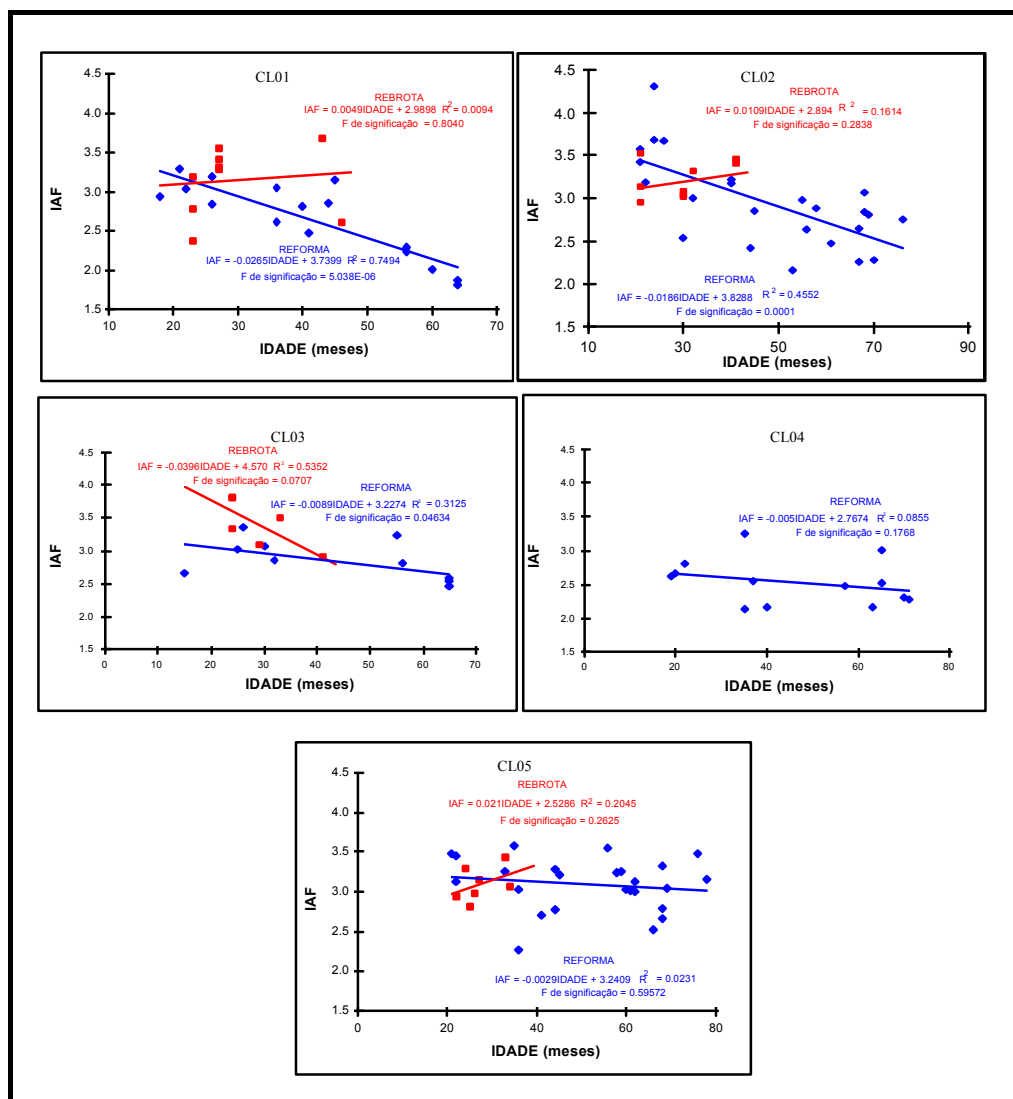 CL01
REBROTA
IAF = 0.0049IDADE + 2.9898 R² = 0.0094
F de significação = 0.8040
REFORMA
IAF = -0.0265IDADE + 3.7399 R² = 0.7494
F de significação = 5.038E-06
4.5
4.0
3.5
3.0
2.5
2.0
1.5
IAF
10 20 30 40 50 60 70
IDADE (meses)
CL02
REBROTA
IAF = 0.0109IDADE + 2.894 R² = 0.1614
F de significação = 0.2838
REFORMA
IAF = -0.0186IDADE + 3.8288 R² = 0.4552
F de significação = 0.0001
4.5
4.0
3.5
3.0
2.5
2.0
1.5
IAF
10 30 50 70 90
IDADE (meses)
CL03
REBROTA
IAF = -0.0396IDADE + 4.570 R² = 0.5352
F de significação = 0.0707
REFORMA
IAF = -0.0089IDADE + 3.2274 R² = 0.3125
F de significação = 0.04634
4.5
4.0
3.5
3.0
2.5
2.0
1.5
IAF
0 10 20 30 40 50 60 70
IDADE (meses)
CL04
REFORMA
IAF = -0.005IDADE + 2.7674 R² = 0.0855
F de significação = 0.1768
4.5
4.0
3.5
3.0
2.5
2.0
1.5
IAF
0 20 40 60 80
IDADE (meses)
CL05
REBROTA
IAF = 0.021IDADE + 2.5286 R² = 0.2045
F de significação = 0.2625
REFORMA
IAF = -0.0029IDADE + 3.2409 R² = 0.0231
F de significação = 0.59572
4.5
4.0
3.5
3.0
2.5
2.0
1.5
IAF
0 20 40 60 80
IDADE (meses)